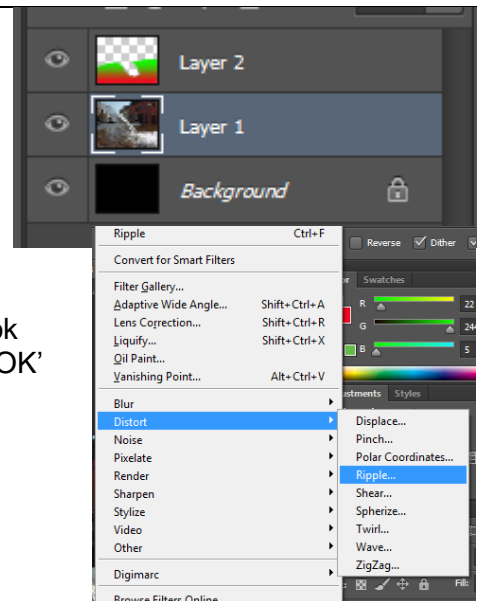 Layer 2
Layer 1
Background
Ripple Ctrl+F
Convert for Smart Filters
Filter Gallery...
Adaptive Wide Angle... Shift+Ctrl+A
Lens Correction... Shift+Ctrl+R
Liquify... Shift+Ctrl+X
Oil Paint...
Vanishing Point... Alt+Ctrl+V
Blur
Distort
Noise
Pixelate
Render
Sharpen
Stylize
Video
Other
Digimarc
Browse Filters Online
Displace...
Pinch...
Polar Coordinates...
Ripple...
Shear...
Spherize...
Twirl...
Wave...
ZigZag...
Reverse Dither
Swatches
R 22
G 24
B 5
Styles
Fill:
OK'